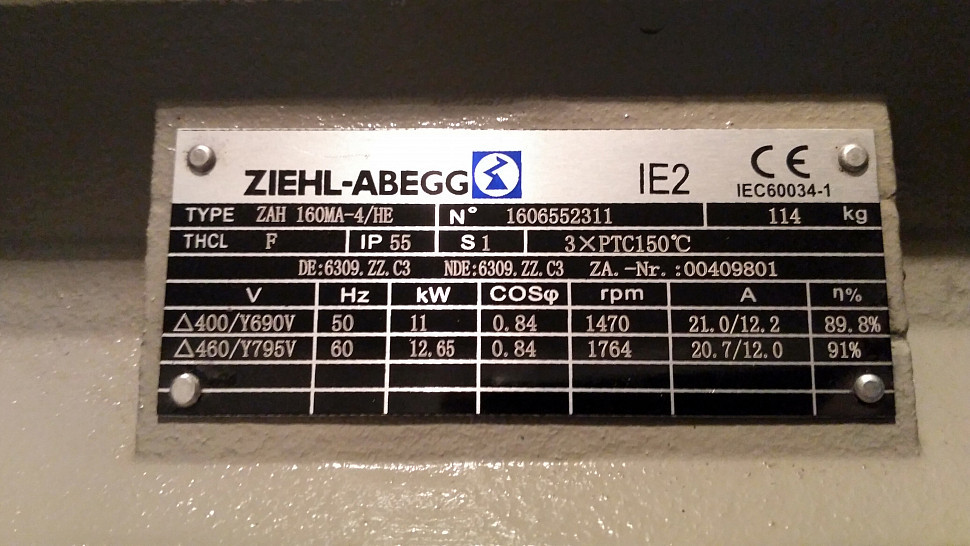 ZIEHL-ABEGG IE2 CE
IEC60034-1
TYPE ZAH 160MA-4/HE N° 1606552311 114 kg
THCL F IP 55 S 1 3×PTC150℃
DE:6309.ZZ.C3 NDE:6309.ZZ.C3 ZA.-Nr.:00409801
V Hz kW COSφ rpm A η%
△400/Y690V 50 11 0.84 1470 21.0/12.2 89.8%
△460/Y795V 60 12.65 0.84 1764 20.7/12.0 91%